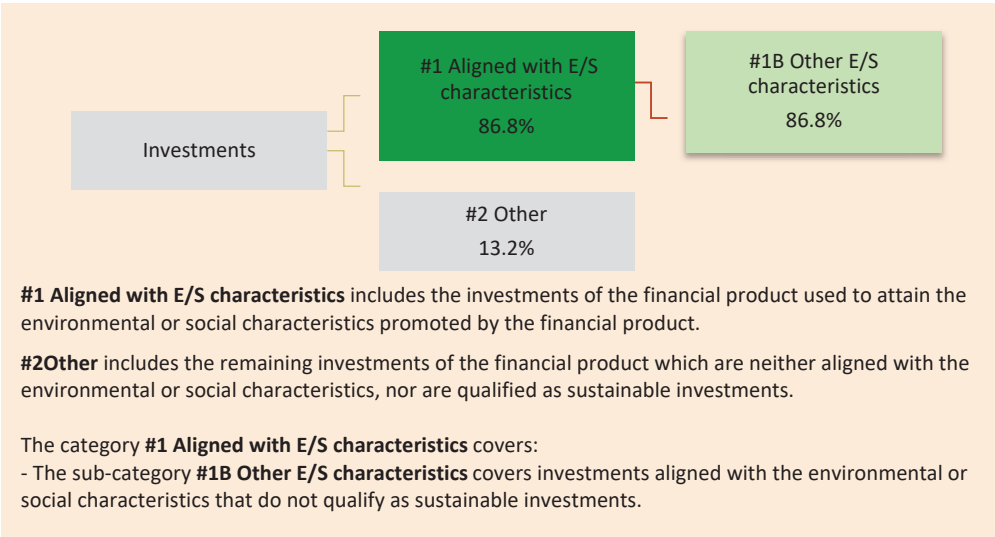 #1 Aligned with E/S
characteristics
86.8%
#1B Other E/S
characteristics
86.8%
Investments
#2 Other
13.2%
#1 Aligned with E/S characteristics includes the investments of the financial product used to attain the
environmental or social characteristics promoted by the financial product.
#2Other includes the remaining investments of the financial product which are neither aligned with the
environmental or social characteristics, nor are qualified as sustainable investments.
The category #1 Aligned with E/S characteristics covers:
- The sub-category #1B Other E/S characteristics covers investments aligned with the environmental or
social characteristics that do not qualify as sustainable investments.